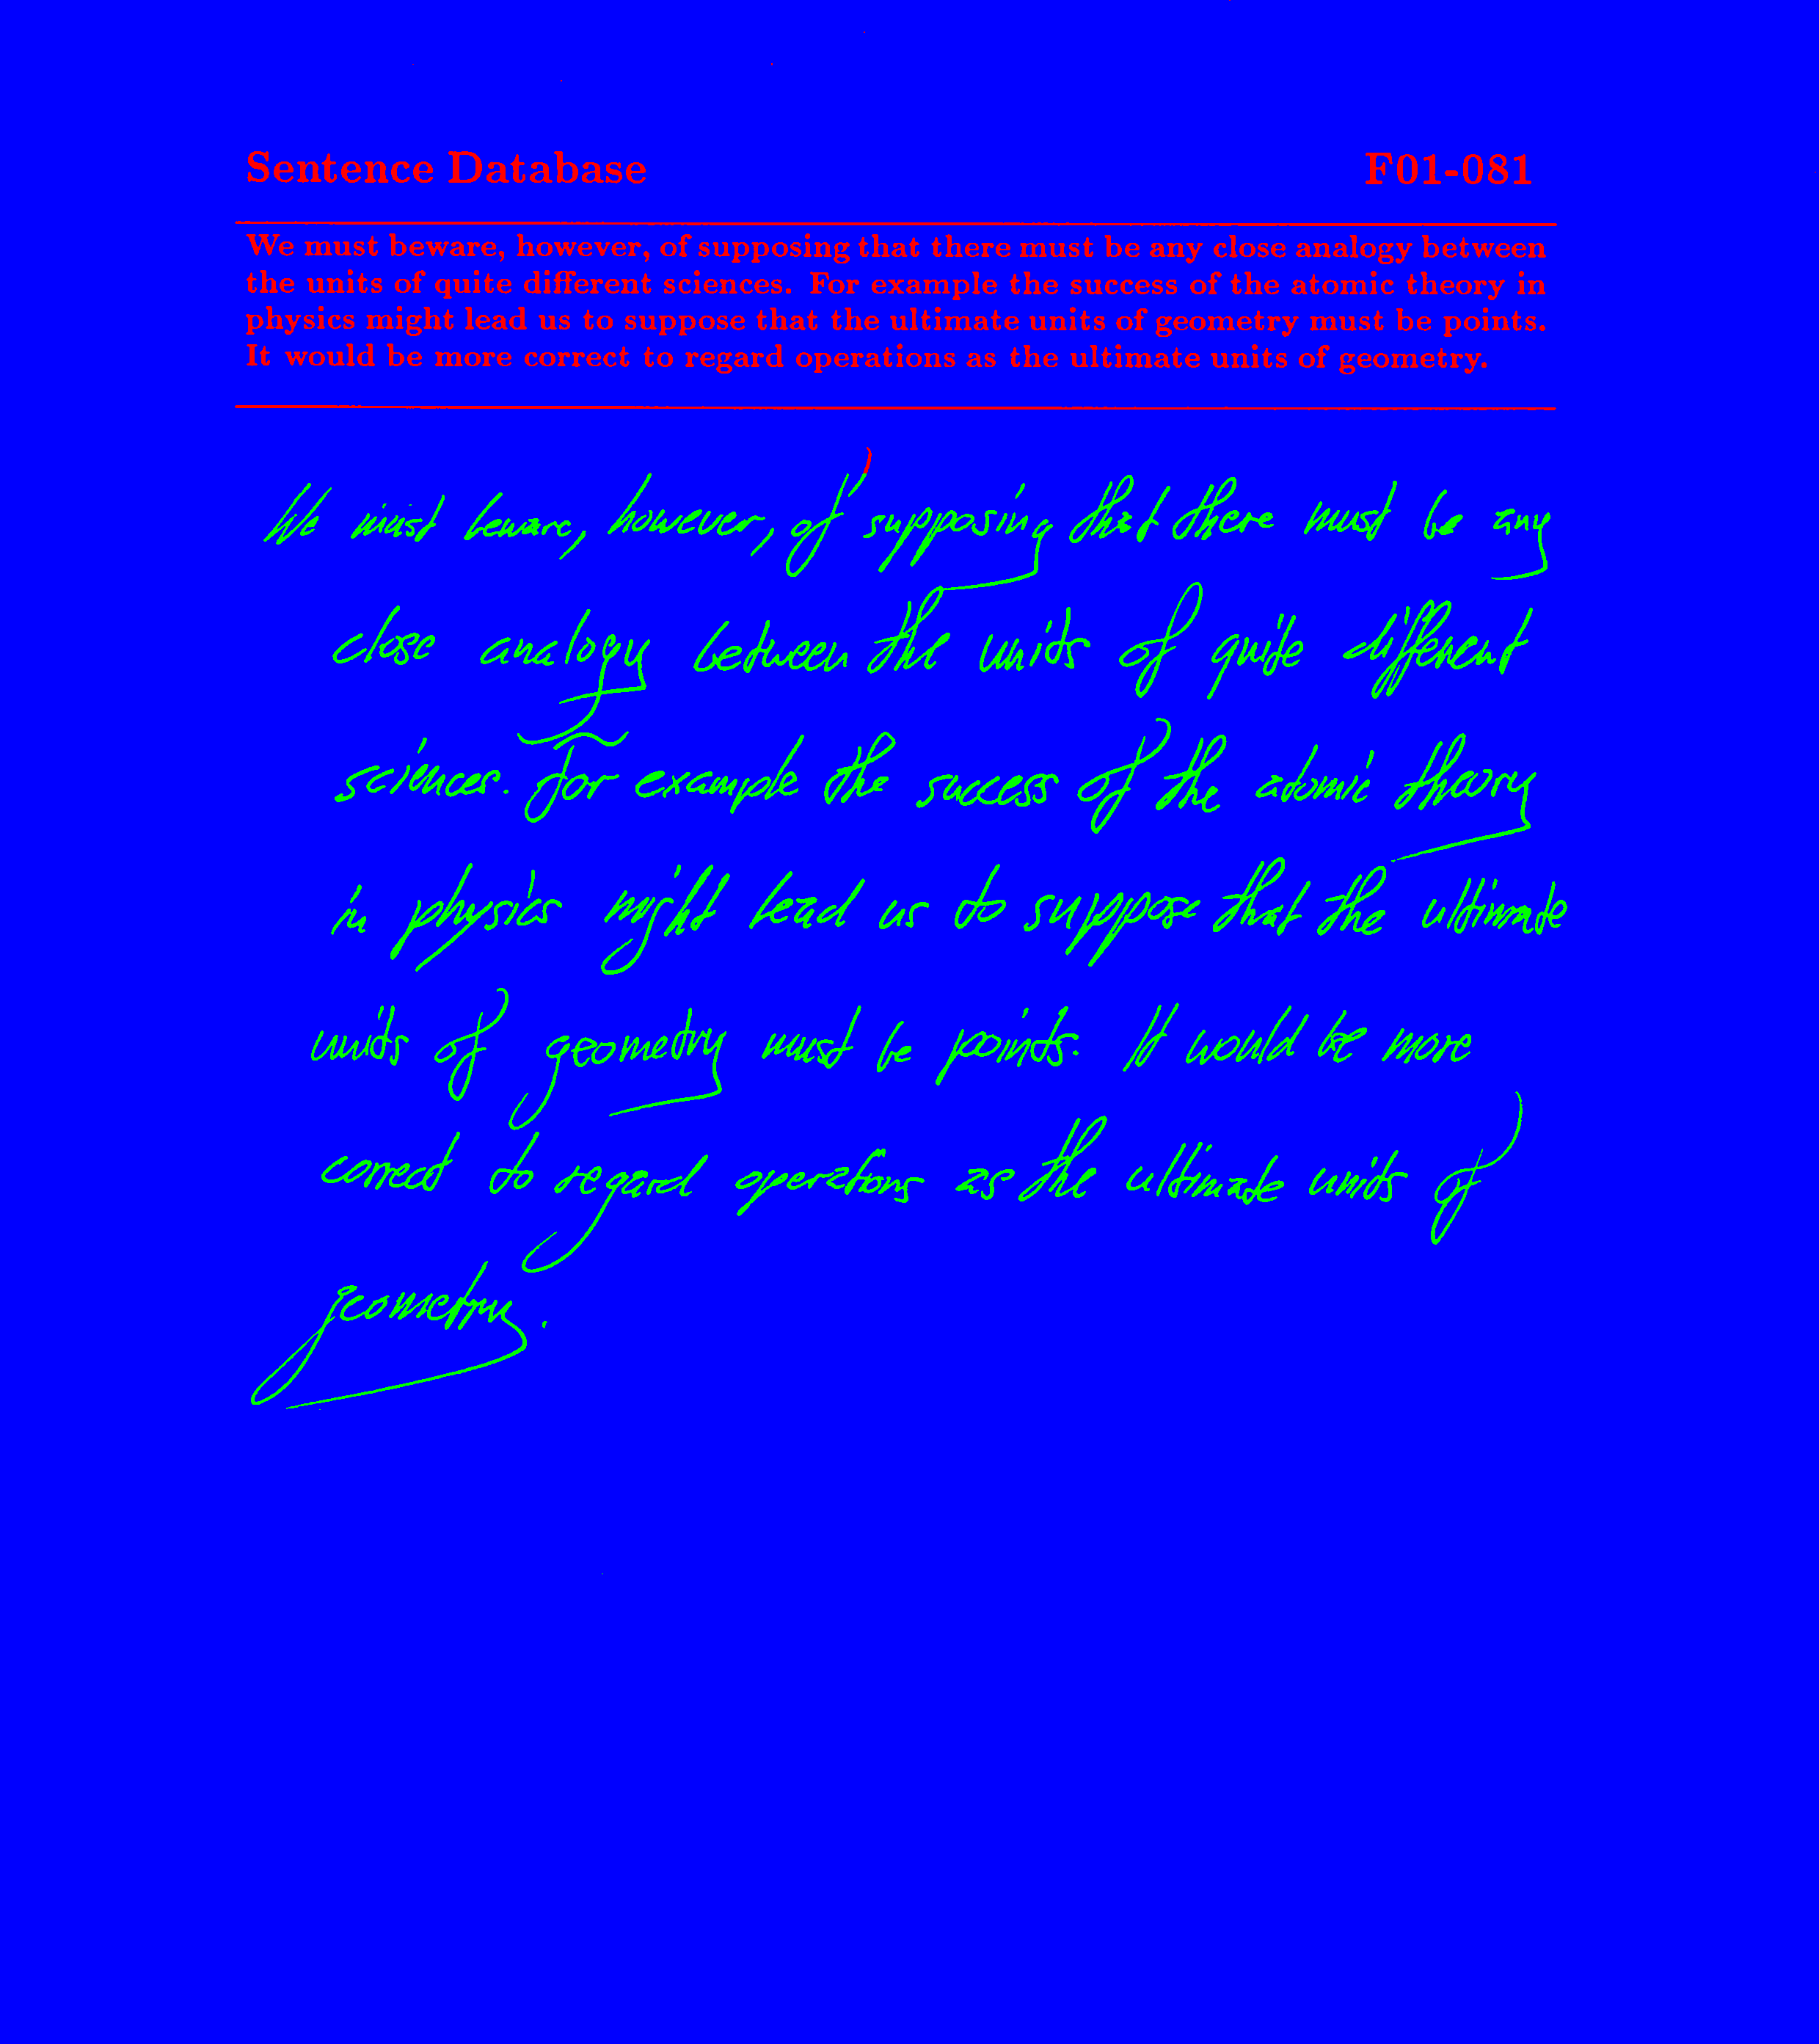 Sentence Database F01-081
We must beware, however, of supposing that there must be any close analogy between
the units of quite different sciences. For example the success of the atomic theory in
physics might lead us to suppose that the ultimate units of geometry must be points.
It would be more correct to regard operations as the ultimate units of geometry.
We must beware, however, of supposing that there must be any
close analogy between the units of quite different
sciences. For example the success of the atomic theory
in physics might lead us to suppose that the ultimate
units of geometry must be points. It would be more
correct to regard operations as the ultimate units of
geometry.